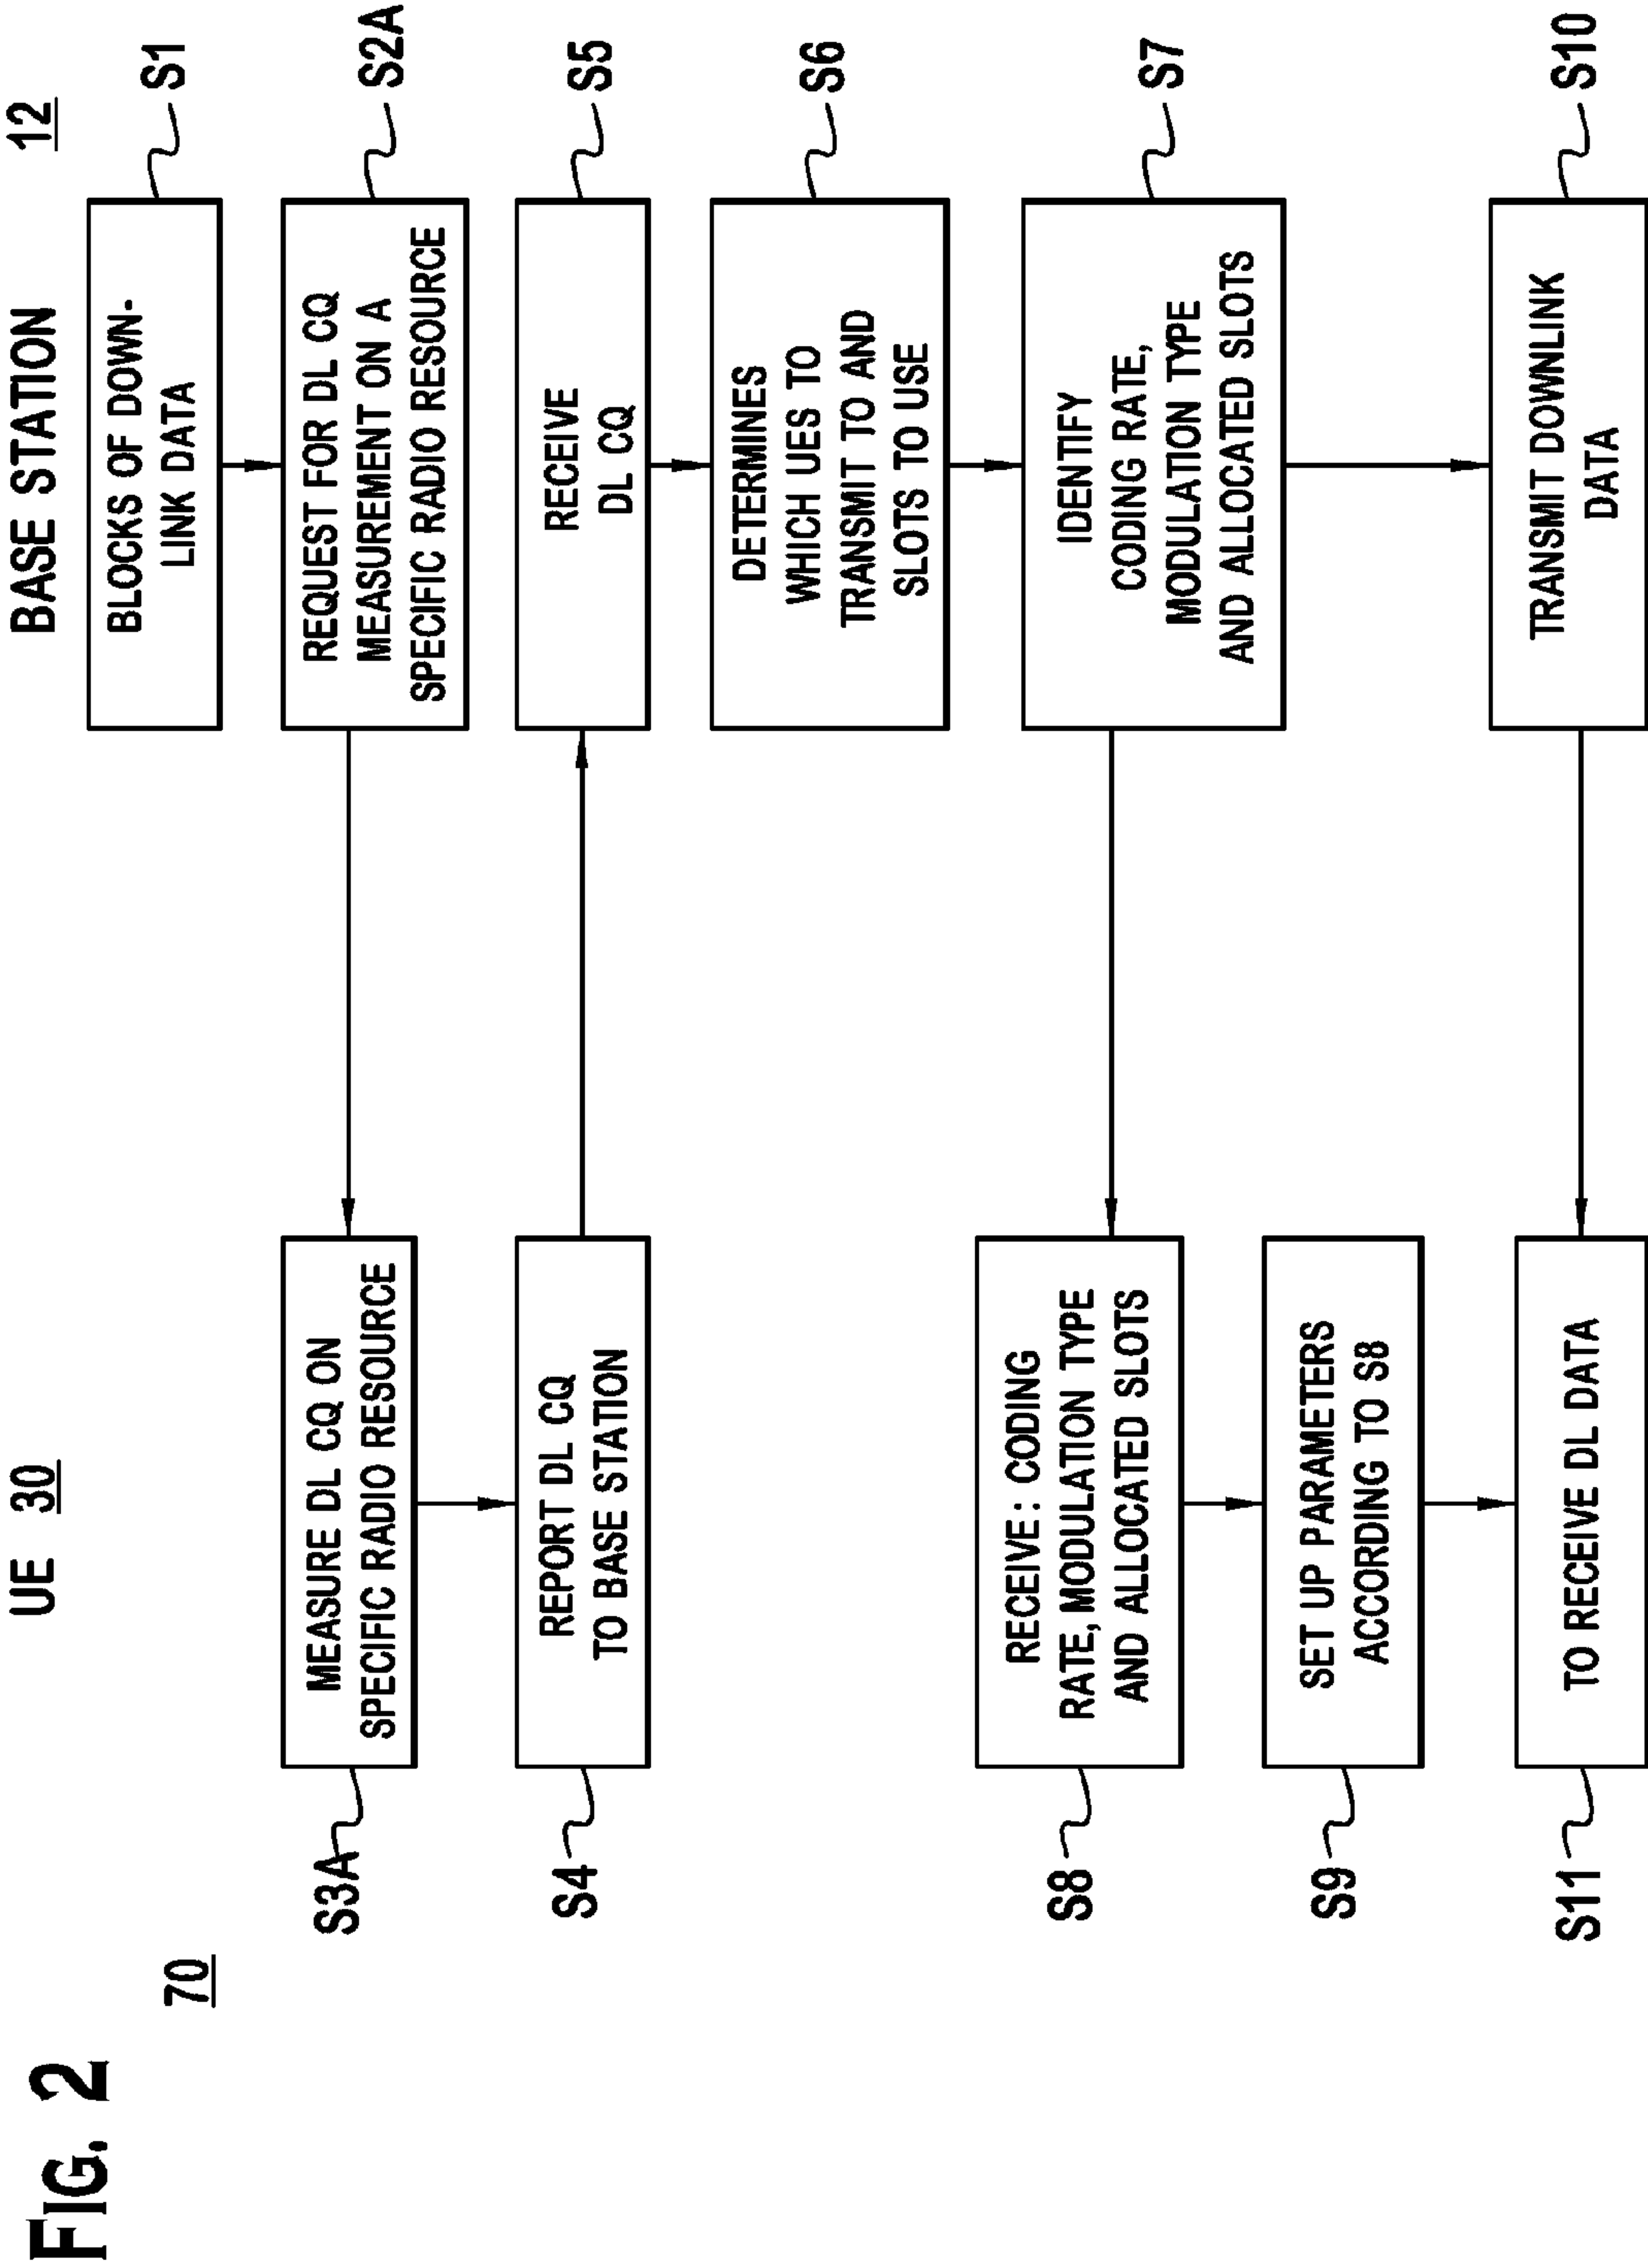 FIG. 2
70
UE 30
BASE STATION 12
BLOCKS OF DOWN-
LINK DATA
S1
S3A
MEASURE DL CQ ON
SPECIFIC RADIO RESOURCE
REQUEST FOR DL CQ
MEASUREMENT ON A
SPECIFIC RADIO RESOURCE
S2A
S4
REPORT DL CQ
TO BASE STATION
RECEIVE
DL CQ
S5
DETERMINES
WHICH UES TO
TRANSMIT TO AND
SLOTS TO USE
S6
S8
RECEIVE: CODING
RATE, MODULATION TYPE
AND ALLOCATED SLOTS
IDENTIFY
CODING RATE,
MODULATION TYPE
AND ALLOCATED SLOTS
S7
S9
SET UP PARAMETERS
ACCORDING TO S8
S11
TO RECEIVE DL DATA
TRANSMIT DOWNLINK
DATA
S10